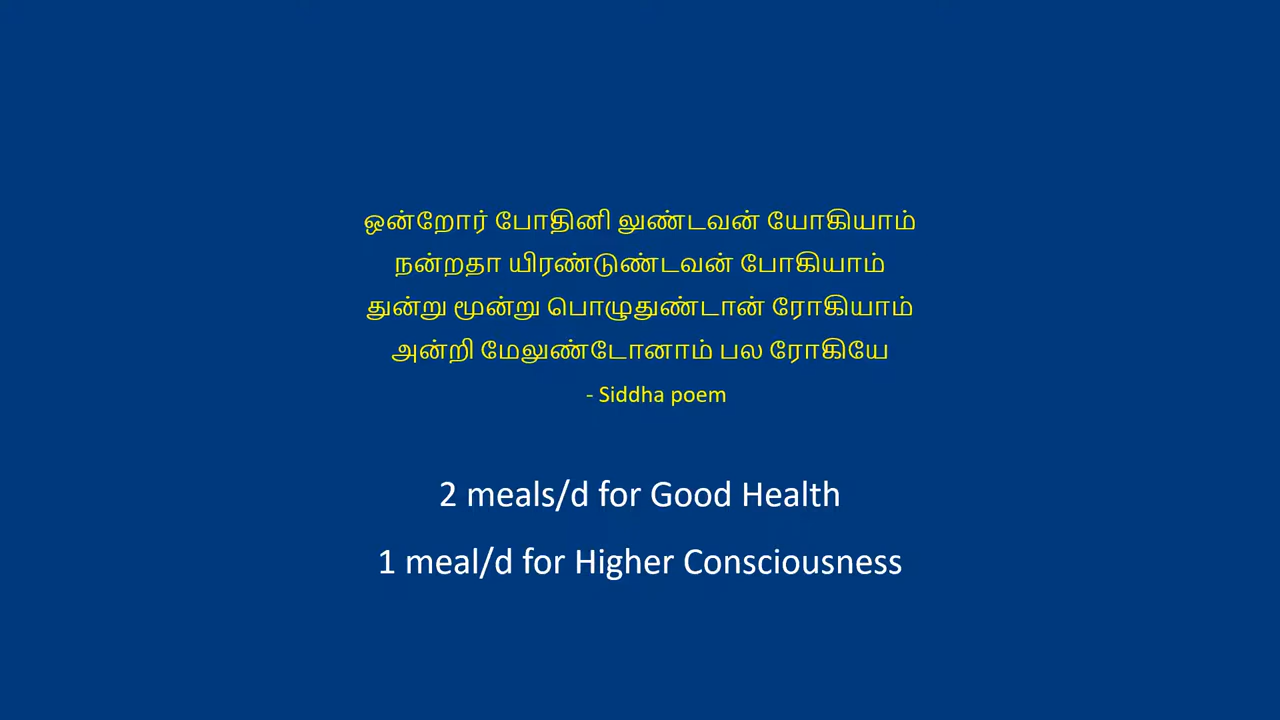 ஒன்றோர் போதினி லுண்டவன் யோகியாம்
நன்றதா யிரண்டுண்டவன் போகியாம்
துன்று மூன்று பொழுதுண்டான் ரோகியாம்
அன்றி மேலுண்டோனாம் பல ரோகியே
- Siddha poem
2 meals/d for Good Health
1 meal/d for Higher Consciousness